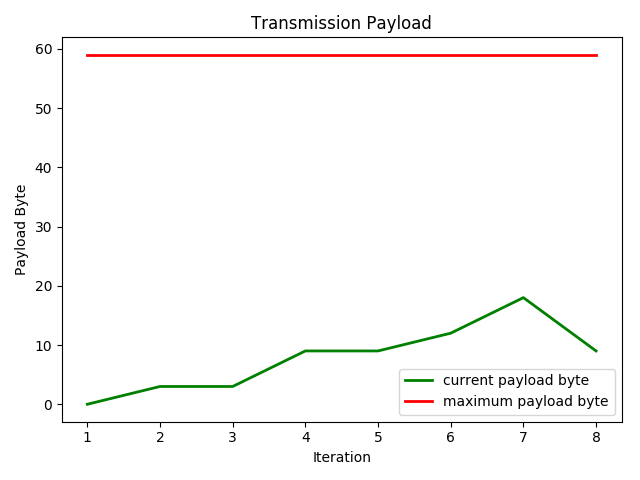 Transmission Payload
Payload Byte
60
50
40
30
20
10
0
1 2 3 4 5 6 7 8
Iteration
current payload byte
maximum payload byte